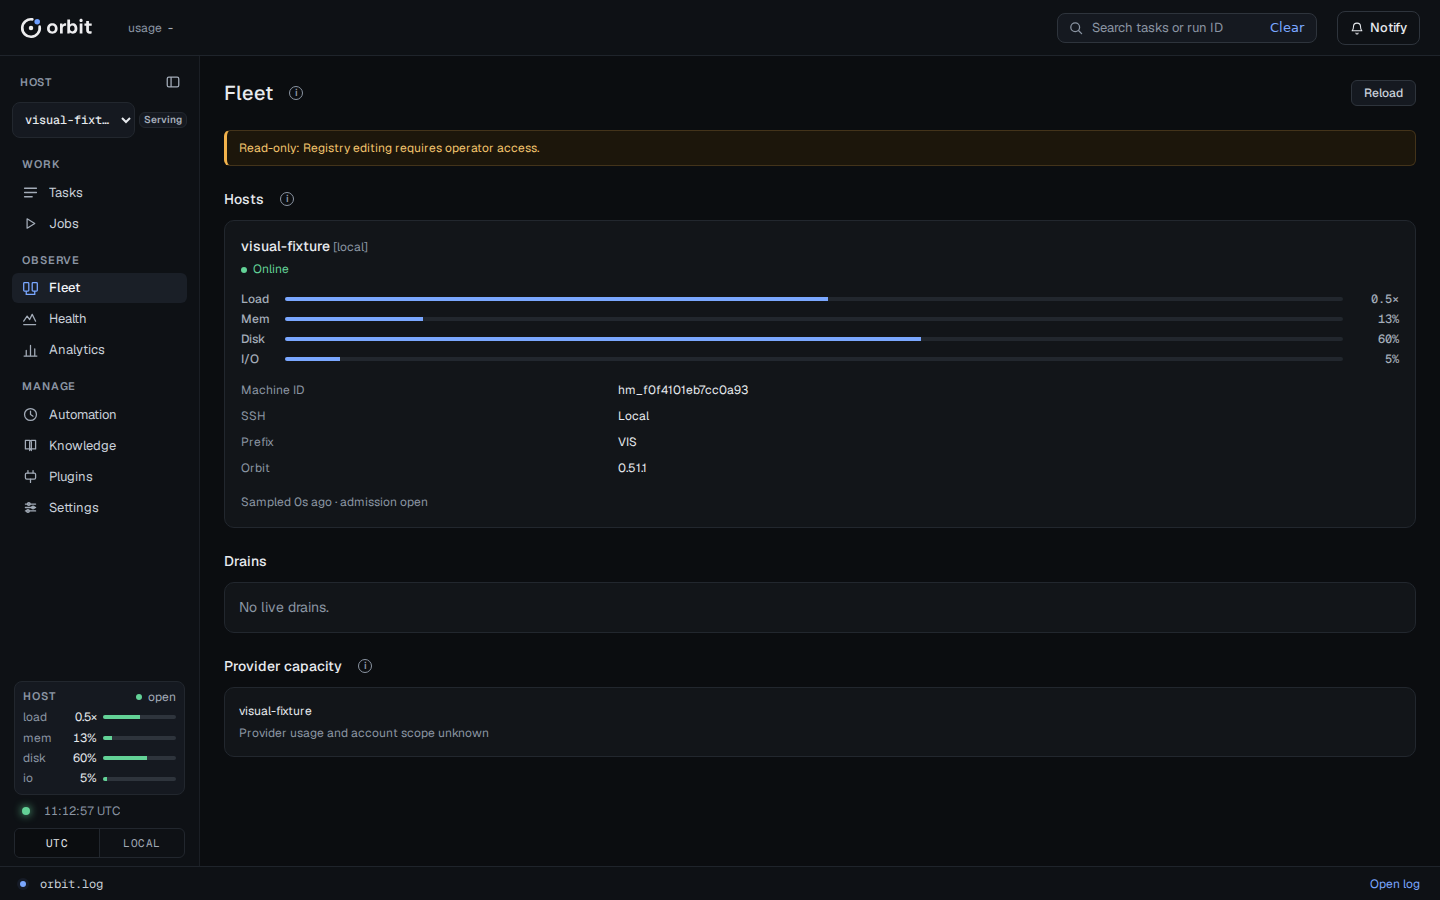 orbit
usage -
Search tasks or run ID
Clear
Notify
HOST
visual-fixt…
Serving
WORK
Tasks
Jobs
OBSERVE
Fleet
Health
Analytics
MANAGE
Automation
Knowledge
Plugins
Settings
HOST
open
load 0.5×
mem 13%
disk 60%
io 5%
11:12:57 UTC
UTC
LOCAL
Fleet
Reload
Read-only: Registry editing requires operator access.
Hosts
visual-fixture [local]
Online
Load 0.5×
Mem 13%
Disk 60%
I/O 5%
Machine ID hm_f0f4101eb7cc0a93
SSH Local
Prefix VIS
Orbit 0.51.1
Sampled 0s ago · admission open
Drains
No live drains.
Provider capacity
visual-fixture
Provider usage and account scope unknown
orbit.log
Open log